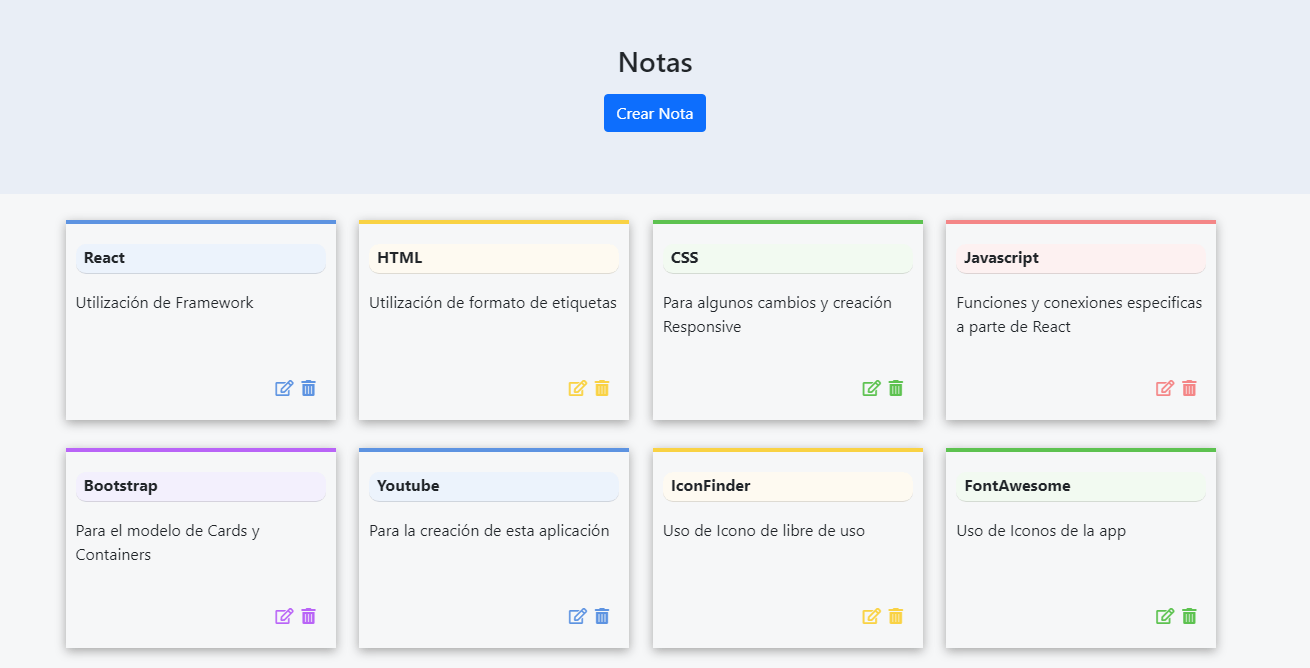 Notas
Crear Nota
React
Utilización de Framework
HTML
Utilización de formato de etiquetas
CSS
Para algunos cambios y creación
Responsive
Javascript
Funciones y conexiones especificas
a parte de React
Bootstrap
Para el modelo de Cards y
Containers
Youtube
Para la creación de esta aplicación
IconFinder
Uso de Icono de libre de uso
FontAwesome
Uso de Iconos de la app